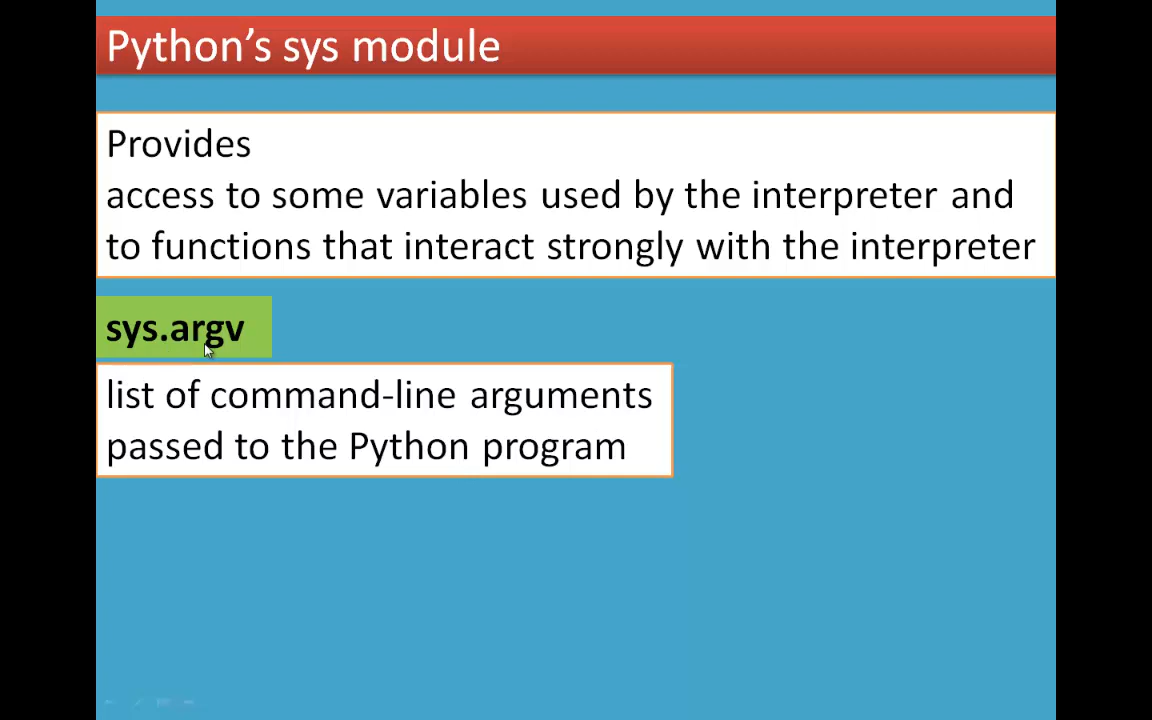 Python’s sys module
Provides
access to some variables used by the interpreter and
to functions that interact strongly with the interpreter
sys.argv
list of command-line arguments
passed to the Python program